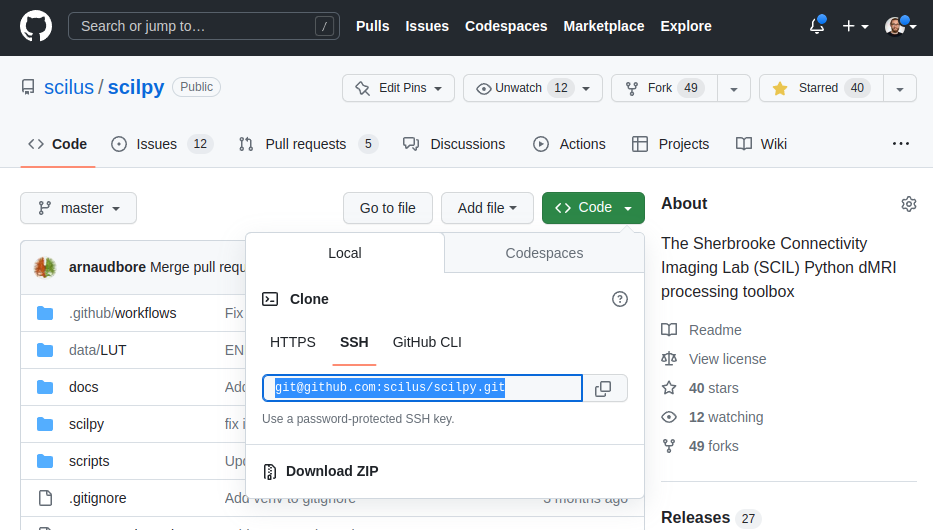 Search or jump to… /
Pulls Issues Codespaces Marketplace Explore
scilus / scilpy Public
Edit Pins
Unwatch 12
Fork 49
Starred 40
Code
Issues 12
Pull requests 5
Discussions
Actions
Projects
Wiki
master
Go to file
Add file
Code
arnaudbore Merge pull requ
.github/workflows Fix
data/LUT EN
docs
scilpy fix i
scripts
.gitignore Add venv to gitignore 3 months ago
Local
Codespaces
Clone
HTTPS SSH GitHub CLI
git@github.com:scilus/scilpy.git
Use a password-protected SSH key.
Download ZIP
About
The Sherbrooke Connectivity
Imaging Lab (SCIL) Python dMRI
processing toolbox
Readme
View license
40 stars
12 watching
49 forks
Releases 27